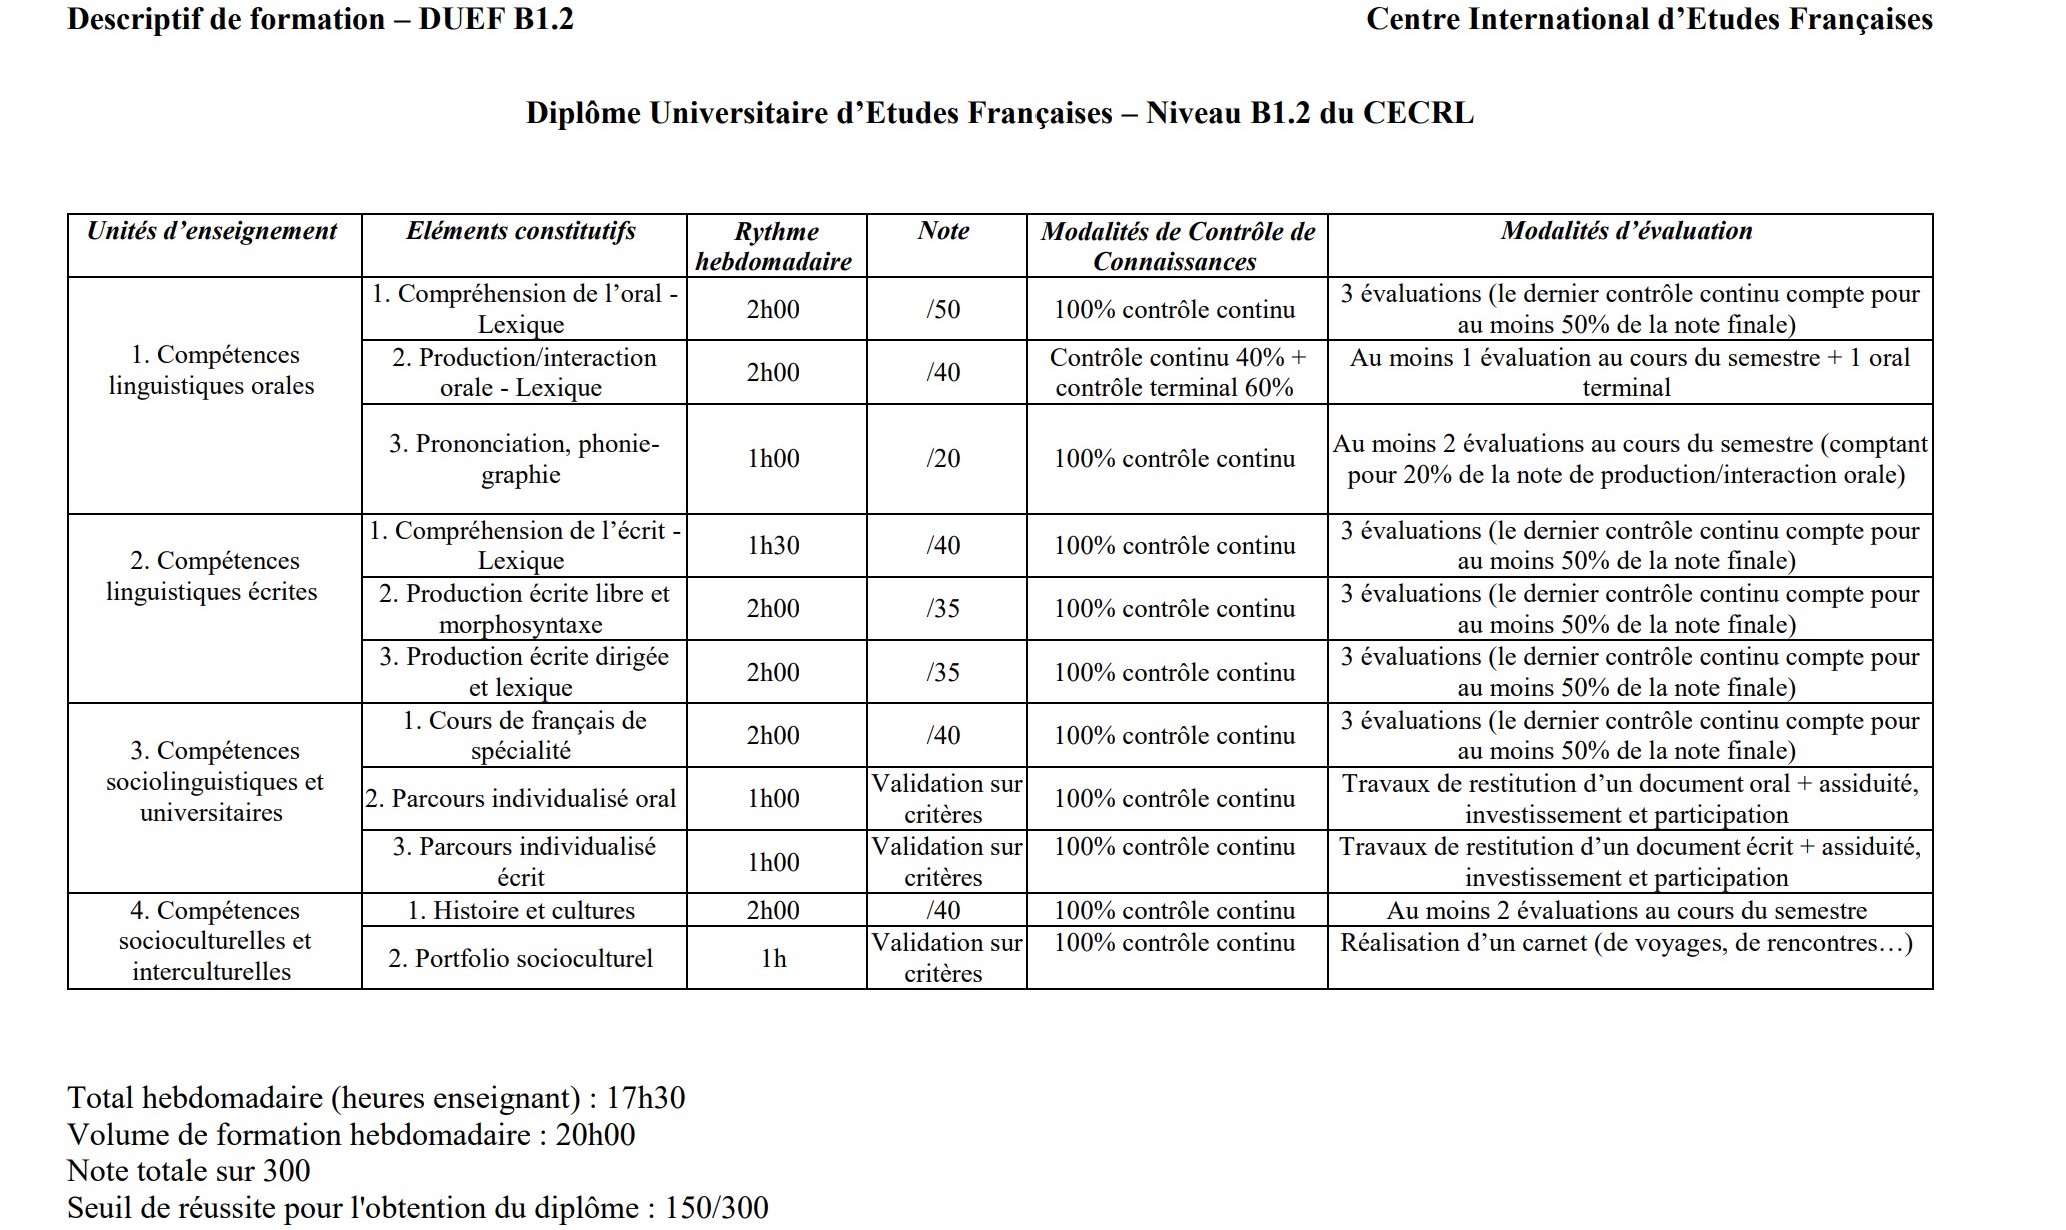 Descriptif de formation – DUEF B1.2
Centre International d’Etudes Françaises
Diplôme Universitaire d’Etudes Françaises – Niveau B1.2 du CECRL
Unités d’enseignement
Eléments constitutifs
Rythme
hebdomadaire
Note
Modalités de Contrôle de
Connaissances
Modalités d’évaluation
1. Compétences
linguistiques orales
1. Compréhension de l’oral -
Lexique
2h00
/50
100% contrôle continu
3 évaluations (le dernier contrôle continu compte pour
au moins 50% de la note finale)
2. Production/interaction
orale - Lexique
2h00
/40
Contrôle continu 40% +
contrôle terminal 60%
Au moins 1 évaluation au cours du semestre + 1 oral
terminal
3. Prononciation, phonie-
graphie
1h00
/20
100% contrôle continu
Au moins 2 évaluations au cours du semestre (comptant
pour 20% de la note de production/interaction orale)
2. Compétences
linguistiques écrites
1. Compréhension de l’écrit -
Lexique
1h30
/40
100% contrôle continu
3 évaluations (le dernier contrôle continu compte pour
au moins 50% de la note finale)
2. Production écrite libre et
morphosyntaxe
2h00
/35
100% contrôle continu
3 évaluations (le dernier contrôle continu compte pour
au moins 50% de la note finale)
3. Production écrite dirigée
et lexique
2h00
/35
100% contrôle continu
3 évaluations (le dernier contrôle continu compte pour
au moins 50% de la note finale)
3. Compétences
sociolinguistiques et
universitaires
1. Cours de français de
spécialité
2h00
/40
100% contrôle continu
3 évaluations (le dernier contrôle continu compte pour
au moins 50% de la note finale)
2. Parcours individualisé oral
1h00
Validation sur
critères
100% contrôle continu
Travaux de restitution d’un document oral + assiduité,
investissement et participation
3. Parcours individualisé
écrit
1h00
Validation sur
critères
100% contrôle continu
Travaux de restitution d’un document écrit + assiduité,
investissement et participation
4. Compétences
socioculturelles et
interculturelles
1. Histoire et cultures
2h00
/40
100% contrôle continu
Au moins 2 évaluations au cours du semestre
2. Portfolio socioculturel
1h
Validation sur
critères
100% contrôle continu
Réalisation d’un carnet (de voyages, de rencontres…)
Total hebdomadaire (heures enseignant) : 17h30
Volume de formation hebdomadaire : 20h00
Note totale sur 300
Seuil de réussite pour l'obtention du diplôme : 150/300